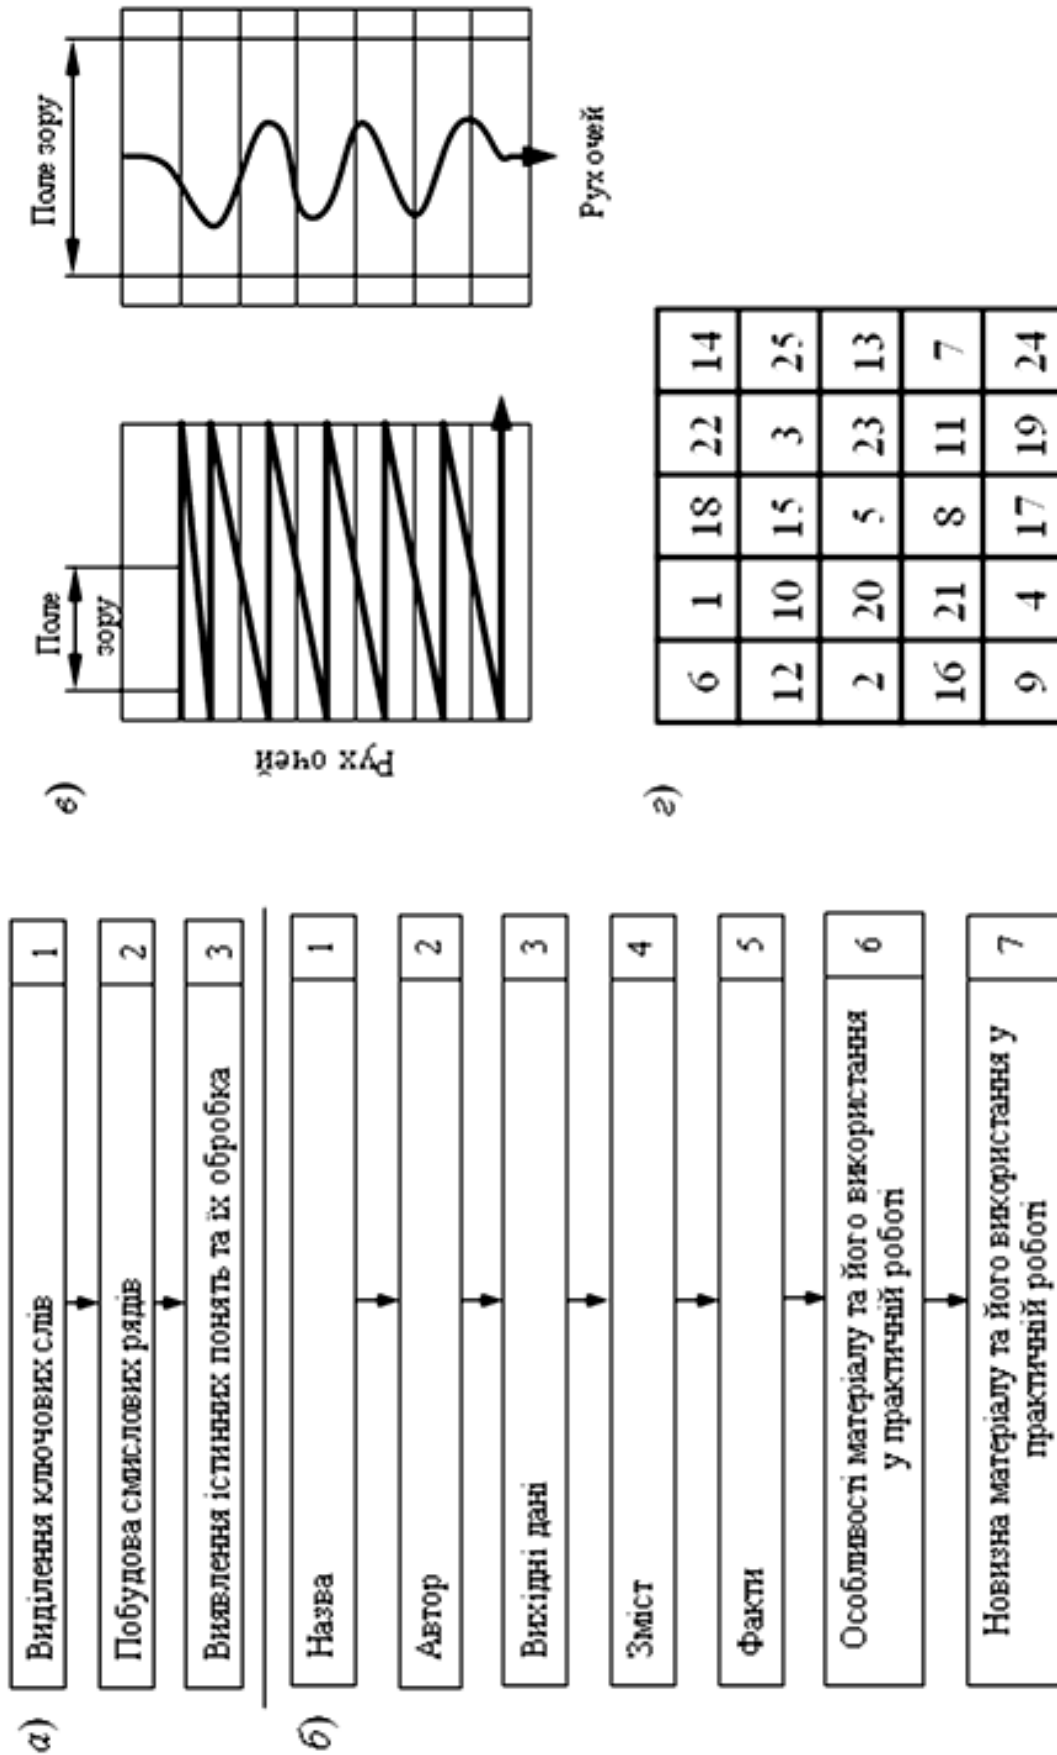 а)
Виділення ключових слів 1
Побудова смислових рядів 2
Виявлення істинних понять та їх обробка 3
б)
Назва 1
Автор 2
Вихідні дані 3
Зміст 4
Факти 5
Особливості матеріалу та його використання 6
у практичній роботі
Новизна матеріалу та його використання у 7
практичній роботі
в)
Поле
зору
Рух очей
Поле зору
Рух очей
г)
6 1 18 22 14
12 10 15 3 25
2 20 5 23 13
16 21 8 11 7
9 4 17 19 24